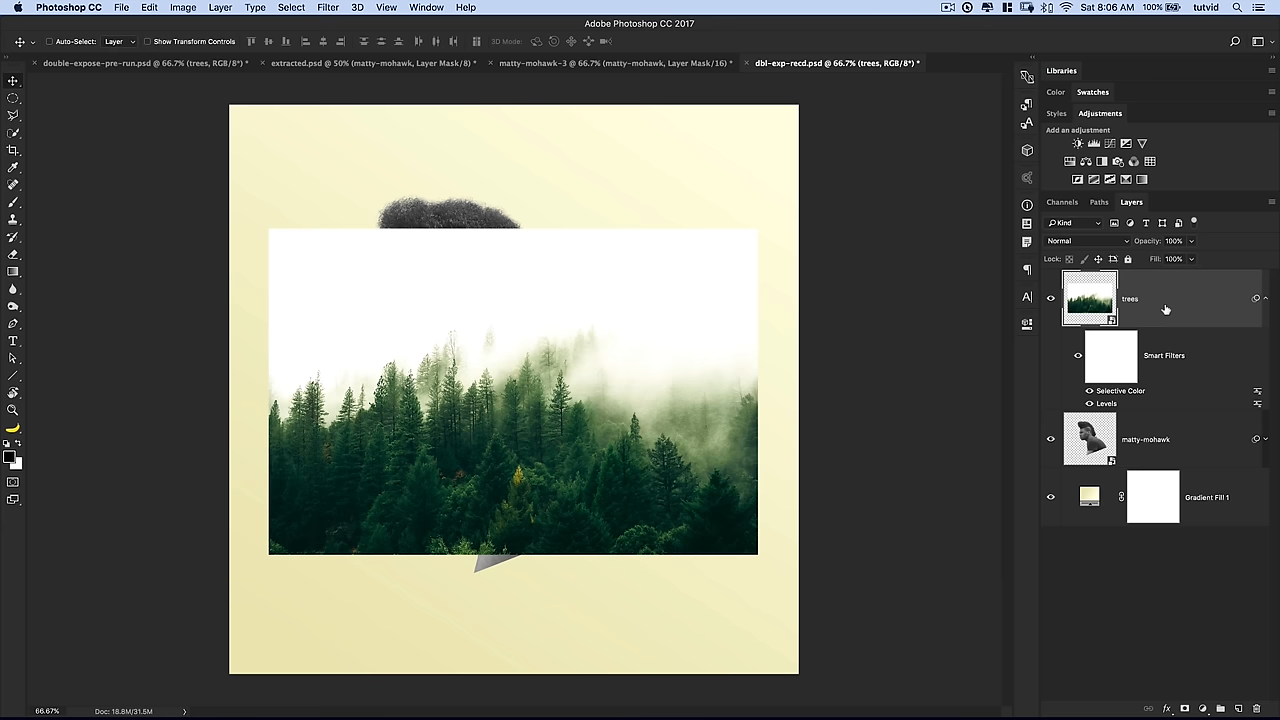 Photoshop CC File Edit Image Layer Type Select Filter 3D View Window Help Sat 8:06 AM 100% tutvid
Adobe Photoshop CC 2017
Auto-Select: Layer Show Transform Controls 3D Mode:
double-expose-pre-run.psd @ 66.7% (trees, RGB/8*) * extracted.psd @ 50% (matty-mohawk, Layer Mask/8) * matty-mohawk-3 @ 66.7% (matty-mohawk, Layer Mask/16) * dbl-exp-recd.psd @ 66.7% (trees, RGB/8*) *
Libraries
Color Swatches
Styles Adjustments
Add an adjustment
Channels Paths Layers
Kind
Normal Opacity: 100%
Lock: Fill: 100%
trees
Smart Filters
Selective Color
Levels
matty-mohawk
Gradient Fill 1
66.67% Doc: 18.8M/31.5M